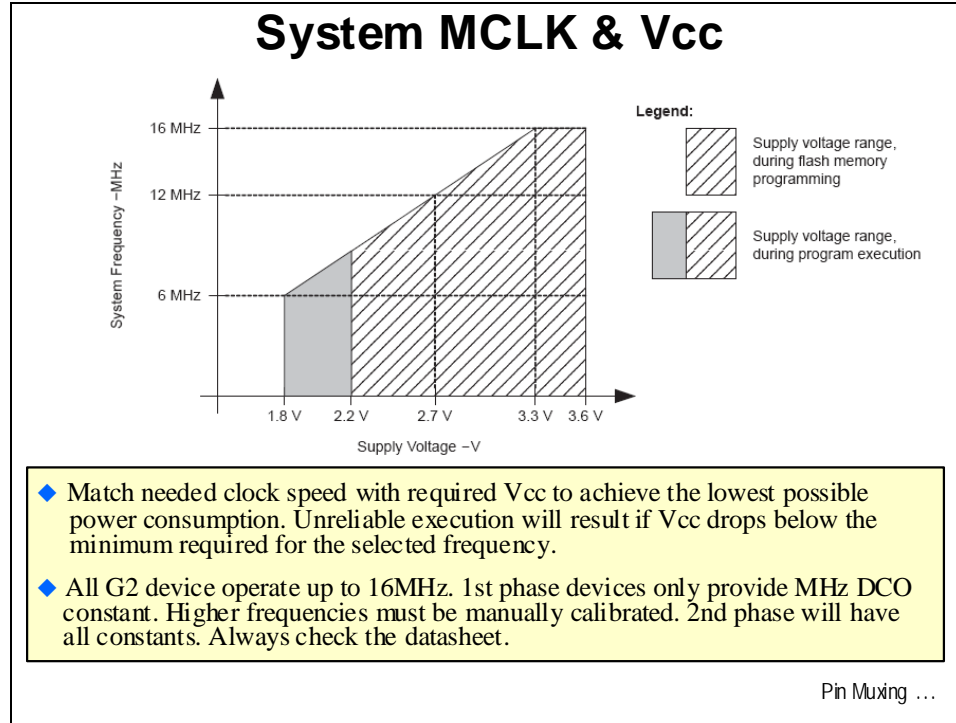 System MCLK & Vcc
16 MHz
12 MHz
6 MHz
System Frequency –MHz
1.8 V 2.2 V 2.7 V 3.3 V 3.6 V
Supply Voltage –V
Legend:
Supply voltage range,
during flash memory
programming
Supply voltage range,
during program execution
Match needed clock speed with required Vcc to achieve the lowest possible
power consumption. Unreliable execution will result if Vcc drops below the
minimum required for the selected frequency.
All G2 device operate up to 16MHz. 1st phase devices only provide MHz DCO
constant. Higher frequencies must be manually calibrated. 2nd phase will have
all constants. Always check the datasheet.
Pin Muxing …